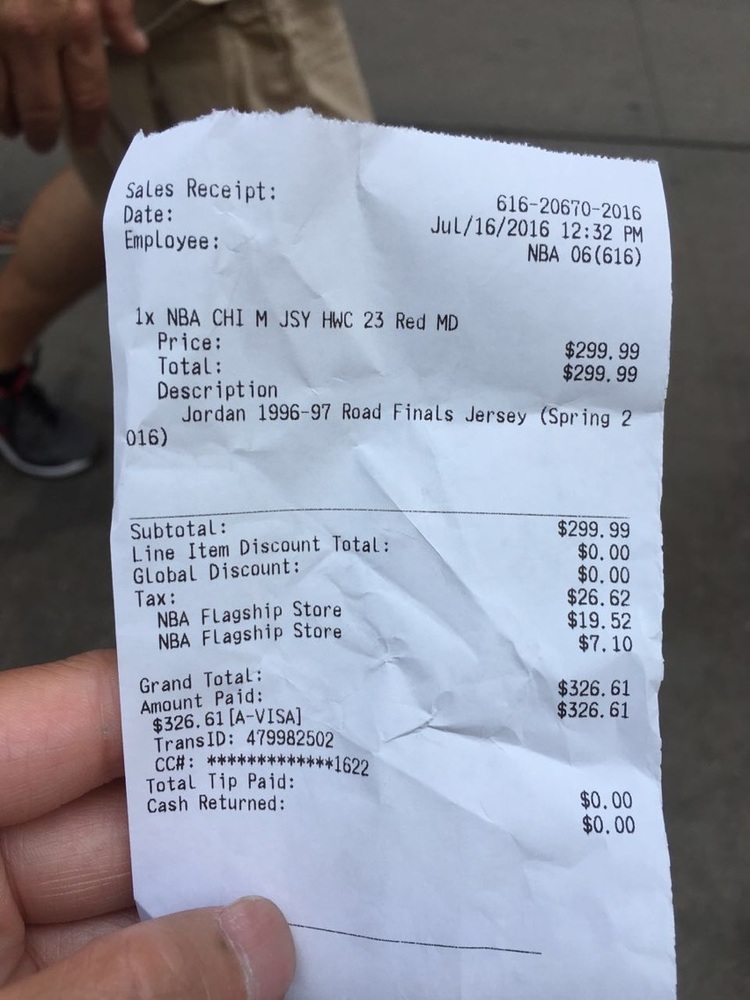 Sales Receipt: 616-20670-2016
Date: Jul/16/2016 12:32 PM
Employee: NBA 06(616)
1x NBA CHI M JSY HWC 23 Red MD
Price: $299.99
Total: $299.99
Description
Jordan 1996-97 Road Finals Jersey (Spring 2
016)
Subtotal: $299.99
Line Item Discount Total: $0.00
Global Discount: $0.00
Tax: $26.62
NBA Flagship Store $19.52
NBA Flagship Store $7.10
Grand Total: $326.61
Amount Paid: $326.61
$326.61[A-VISA]
TransID: 479982502
CC#: *************1622
Total Tip Paid: $0.00
Cash Returned: $0.00